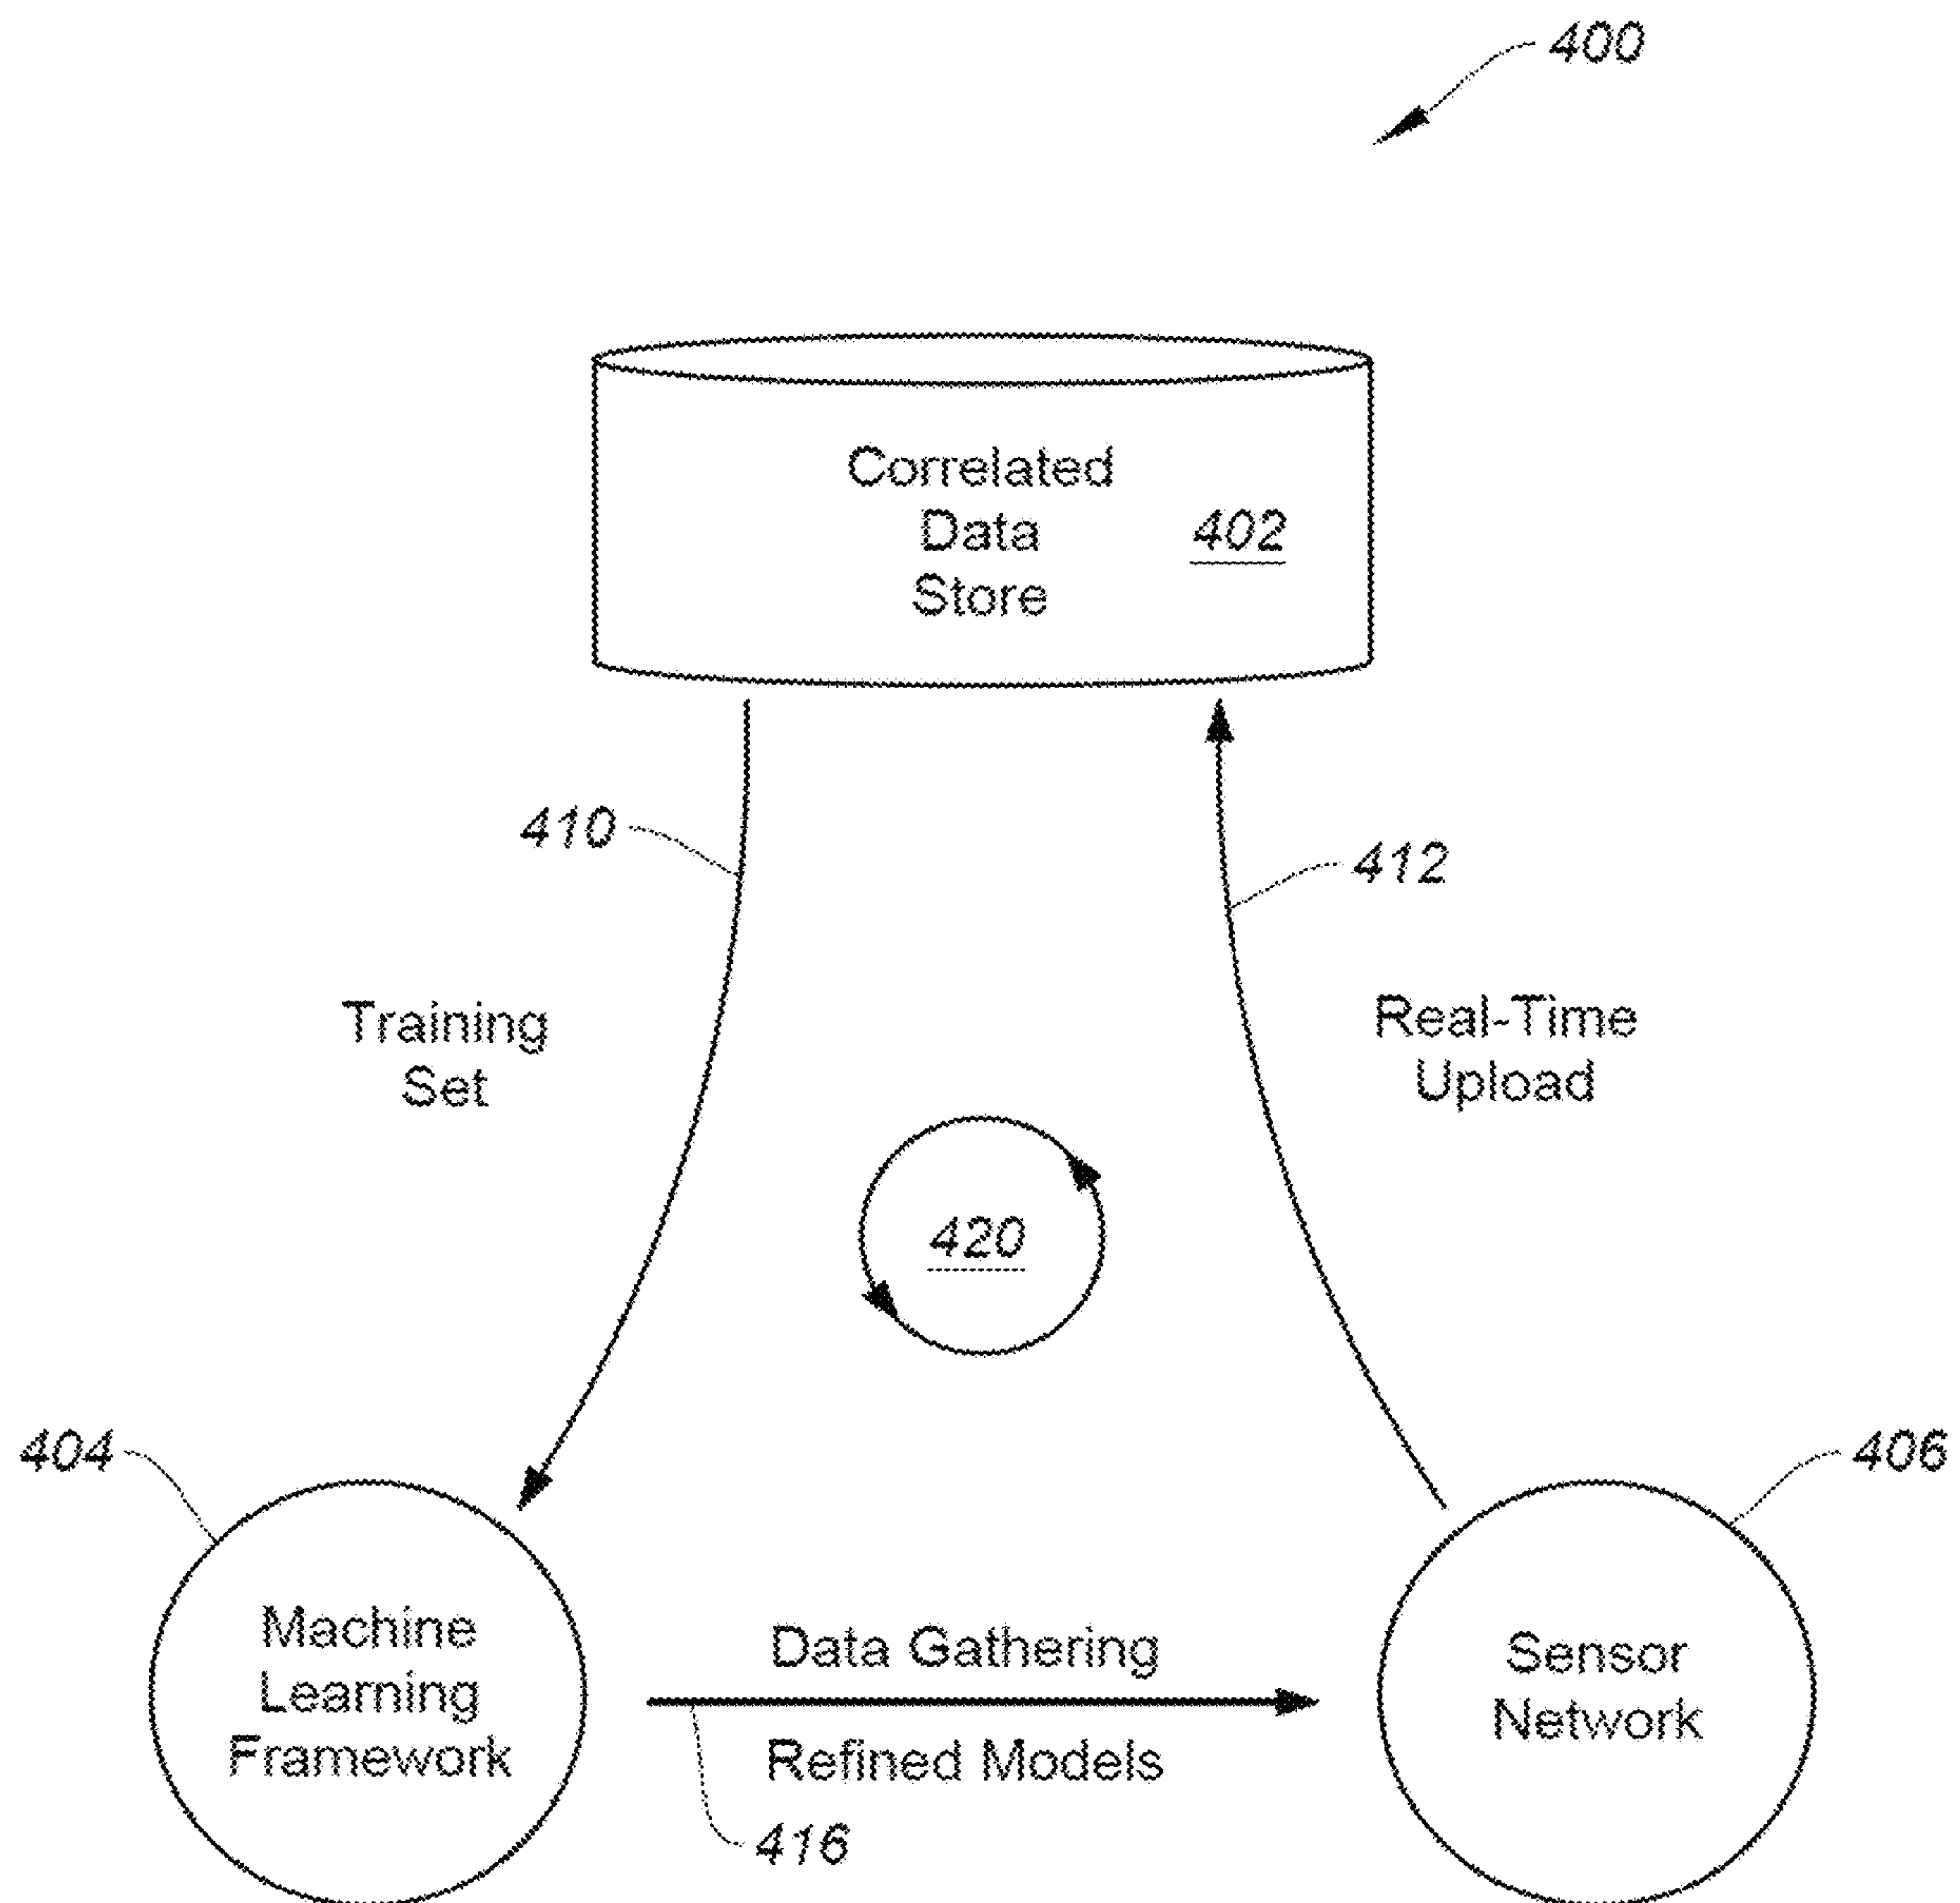 400
Correlated
Data
402
Store
410
412
Training
Set
Real-Time
Upload
420
404
406
Machine
Learning
Framework
Data Gathering
Refined Models
416
Sensor
Network